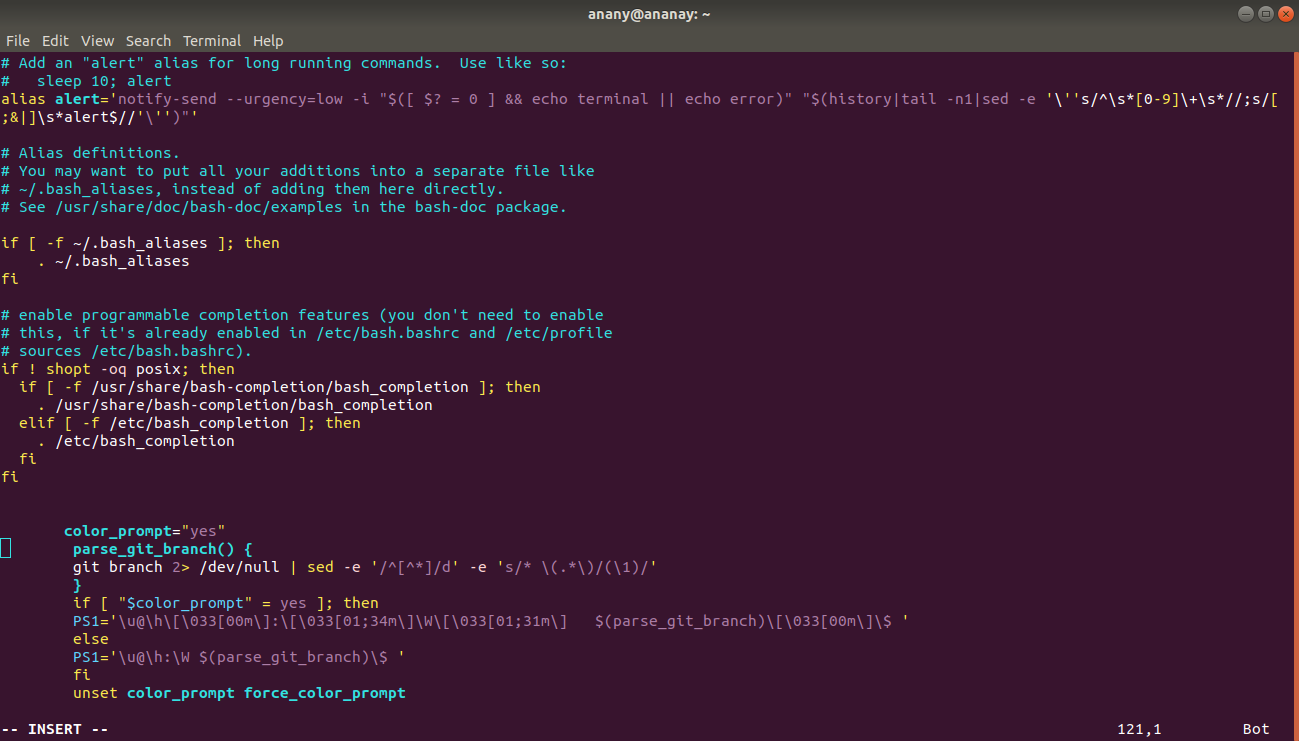 anany@ananay: ~
File Edit View Search Terminal Help
# Add an "alert" alias for long running commands.  Use like so:
#   sleep 10; alert
alias alert='notify-send --urgency=low -i "$([ $? = 0 ] && echo terminal || echo error)" "$(history|tail -n1|sed -e '\''s/^\s*[0-9]\+\s*//;s/[
;&|]\s*alert$//'\'')"'

# Alias definitions.
# You may want to put all your additions into a separate file like
# ~/.bash_aliases, instead of adding them here directly.
# See /usr/share/doc/bash-doc/examples in the bash-doc package.

if [ -f ~/.bash_aliases ]; then
    . ~/.bash_aliases
fi

# enable programmable completion features (you don't need to enable
# this, if it's already enabled in /etc/bash.bashrc and /etc/profile
# sources /etc/bash.bashrc).
if ! shopt -oq posix; then
  if [ -f /usr/share/bash-completion/bash_completion ]; then
    . /usr/share/bash-completion/bash_completion
  elif [ -f /etc/bash_completion ]; then
    . /etc/bash_completion
  fi
fi

       color_prompt="yes"
        parse_git_branch() {
        git branch 2> /dev/null | sed -e '/^[^*]/d' -e 's/* \(.*\)/(\1)/'
        }
        if [ "$color_prompt" = yes ]; then
        PS1='\u@\h\[\033[00m\]:\[\033[01;34m\]\W\[\033[01;31m\]   $(parse_git_branch)\[\033[00m\]\$ '
        else
        PS1='\u@\h:\W $(parse_git_branch)\$ '
        fi
        unset color_prompt force_color_prompt

-- INSERT -- 121,1 Bot